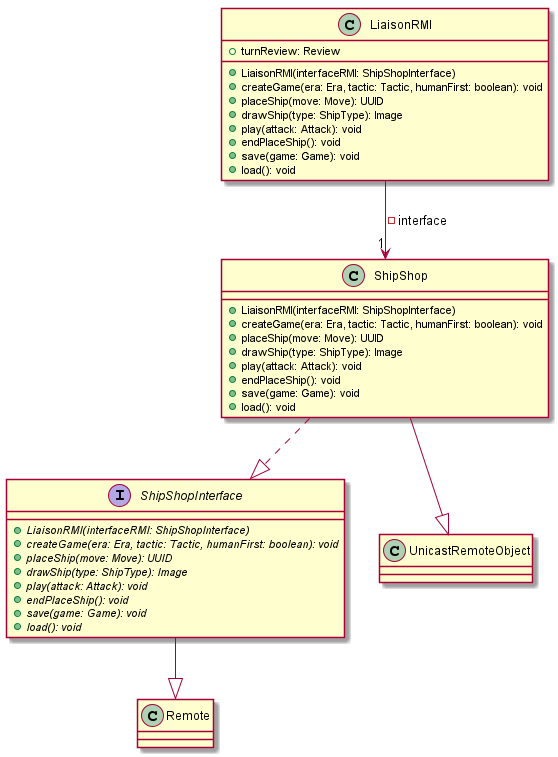 C LiaisonRMI
turnReview: Review
LiaisonRMI(interfaceRMI: ShipShopInterface)
createGame(era: Era, tactic: Tactic, humanFirst: boolean): void
placeShip(move: Move): UUID
drawShip(type: ShipType): Image
play(attack: Attack): void
endPlaceShip(): void
save(game: Game): void
load(): void
interface
1
C ShipShop
LiaisonRMI(interfaceRMI: ShipShopInterface)
createGame(era: Era, tactic: Tactic, humanFirst: boolean): void
placeShip(move: Move): UUID
drawShip(type: ShipType): Image
play(attack: Attack): void
endPlaceShip(): void
save(game: Game): void
load(): void
I ShipShopInterface
LiaisonRMI(interfaceRMI: ShipShopInterface)
createGame(era: Era, tactic: Tactic, humanFirst: boolean): void
placeShip(move: Move): UUID
drawShip(type: ShipType): Image
play(attack: Attack): void
endPlaceShip(): void
save(game: Game): void
load(): void
C UnicastRemoteObject
C Remote